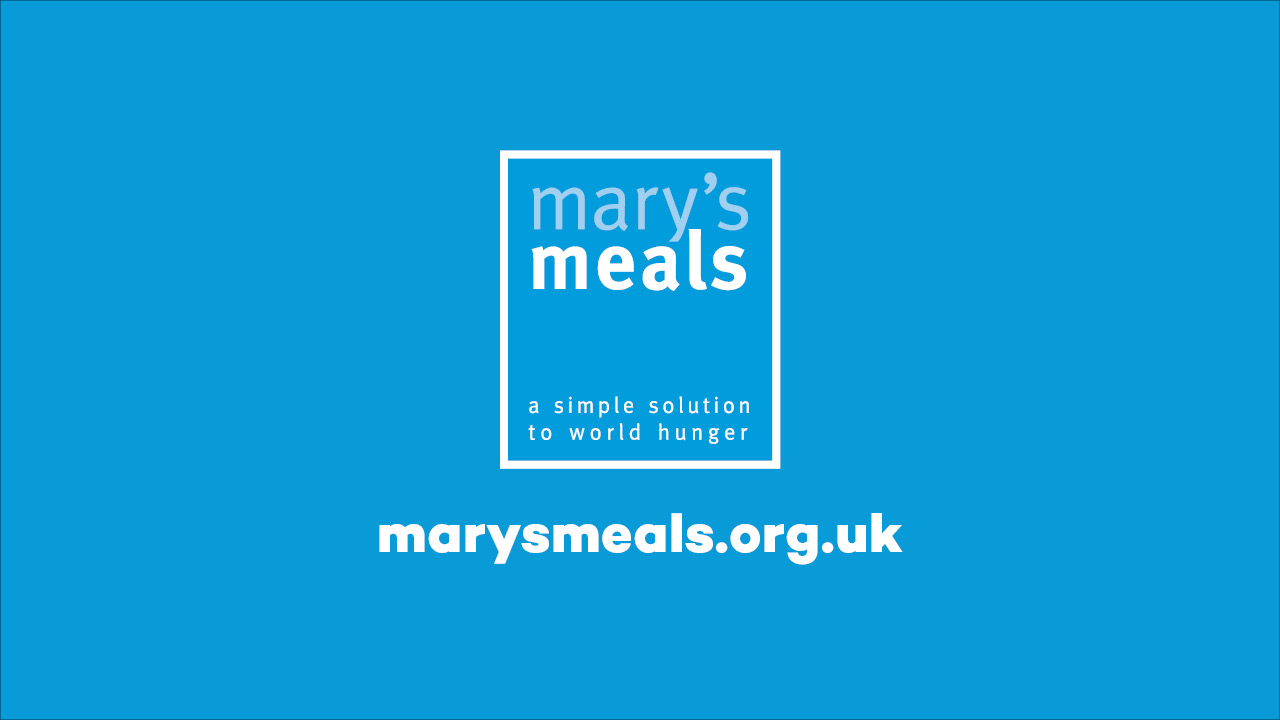 mary's
meals
a simple solution
to world hunger
marysmeals.org.uk